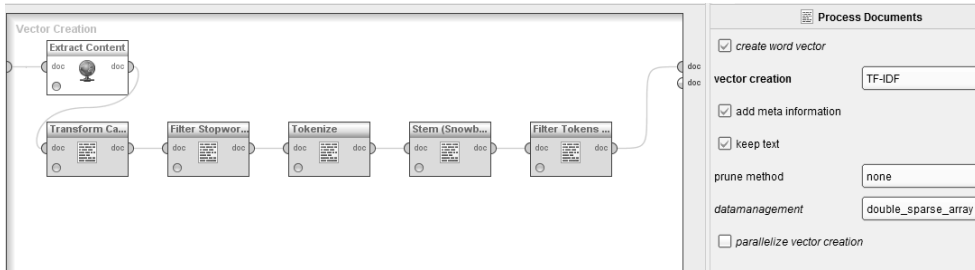 Vector Creation
Extract Content
doc doc
Transform Ca...
doc doc
Filter Stopwor...
doc doc
Tokenize
doc doc
Stem (Snowb...
doc doc
Filter Tokens ...
doc doc
doc
doc
Process Documents
create word vector
vector creation TF-IDF
add meta information
keep text
prune method none
datamanagement double_sparse_array
parallelize vector creation